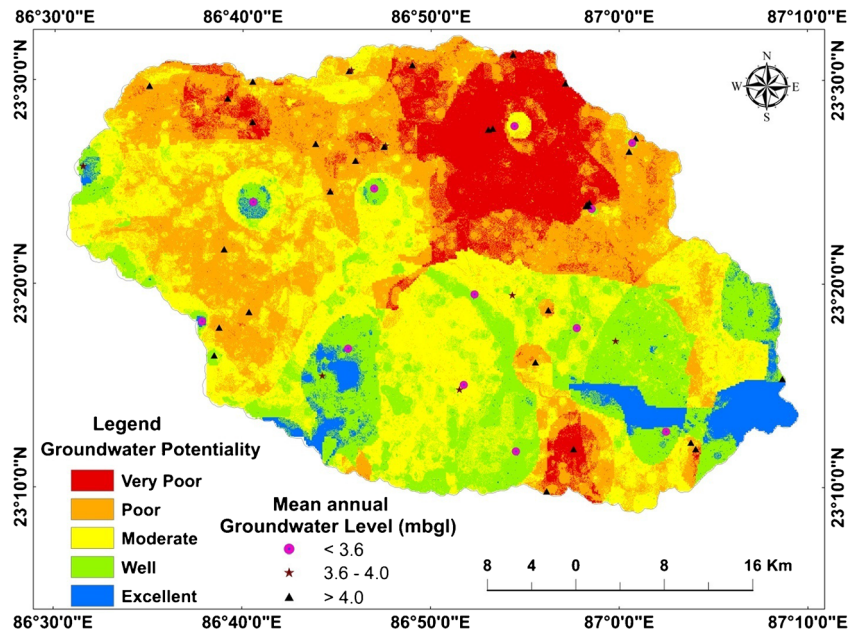 86°30'0"E 86°40'0"E 86°50'0"E 87°0'0"E 87°10'0"E
23°30'0"N
23°30'0"N
N
W E
S
23°20'0"N
23°20'0"N
23°10'0"N
23°10'0"N
Legend
Groundwater Potentiality
Very Poor
Poor
Moderate
Well
Excellent
Mean annual
Groundwater Level (mbgl)
< 3.6
3.6 - 4.0
> 4.0
8 4 0 8 16 Km
86°30'0"E 86°40'0"E 86°50'0"E 87°0'0"E 87°10'0"E